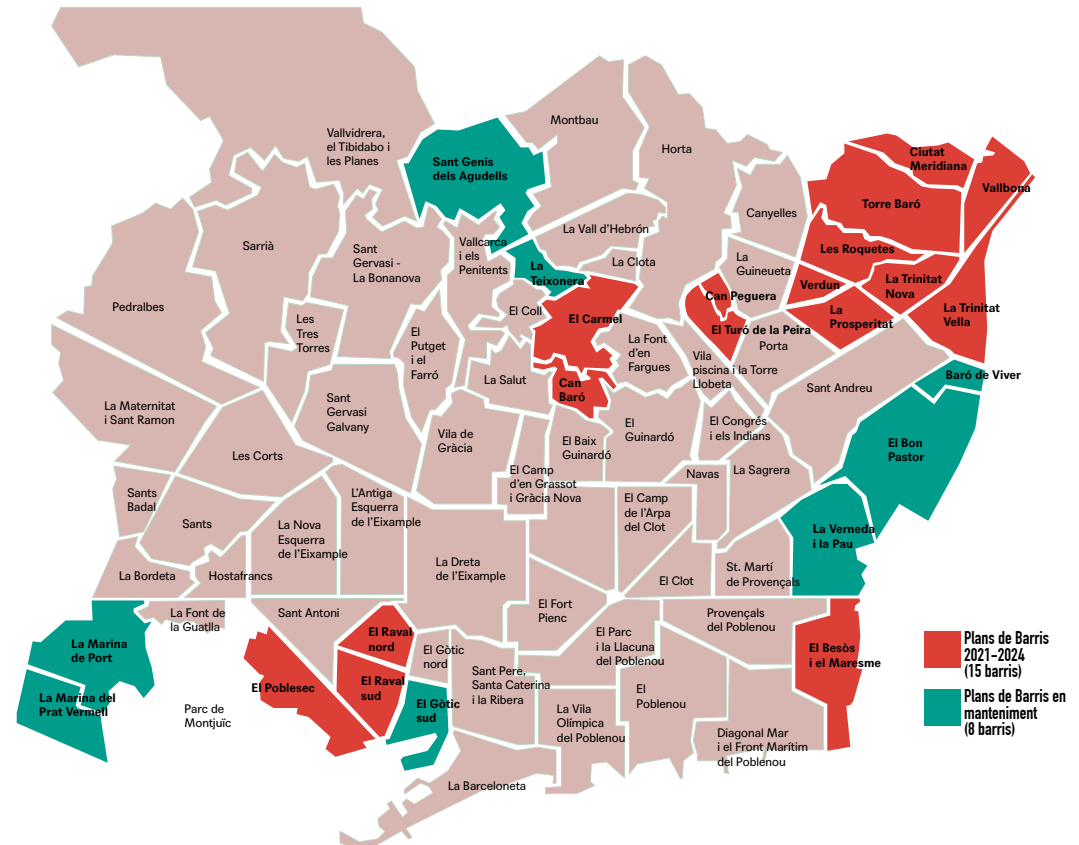 Vallvidrera,
el Tibidabo i
les Planes
Sant Genís
dels Agudells
Montbau
Horta
Ciutat
Meridiana
Vallbona
Torre Baró
Canyelles
Les Roquetes
La Vall d'Hebrón
La Clota
La
Guineueta
Sarrià
Sant
Gervasi -
La Bonanova
Vallcarca
i els
Penitents
La
Teixonera
Verdun
La Trinitat
Nova
La Trinitat
Vella
La
Prosperitat
Can Peguera
El Turó de la Peira
Porta
Pedralbes
Les
Tres
Torres
El
Putget
i el
Farró
El Coll
El Carmel
La Font
d'en
Fargues
Vila
piscina i la Torre
Llobeta
Sant Andreu
Baró de Viver
La Salut
Can
Baró
La Maternitat
i Sant Ramon
Sant
Gervasi
Galvany
Les Corts
Vila de
Gràcia
El Camp
d'en Grassot
i Gràcia Nova
El Baix
Guinardó
El
Guinardó
El Congrés
i els Indians
Navas
La Sagrera
El Bon
Pastor
Sants
Badal
Sants
La Nova
Esquerra
de l'Eixample
L'Antiga
Esquerra
de l'Eixample
El Camp
de l'Arpa
del Clot
La Verneda
i la Pau
La Bordeta
Hostafrancs
La Dreta
de l'Eixample
El Clot
St. Martí
de Provençals
La Font de
la Guatlla
Sant Antoni
El Fort
Pienc
Provençals
del Poblenou
La Marina
de Port
El Raval
nord
El Gòtic
nord
El Parc
i la Llacuna
del Poblenou
El Besòs
i el Maresme
La Marina del
Prat Vermell
Parc de
Montjuïc
El Poblesec
El Raval
sud
El Gòtic
sud
Sant Pere,
Santa Caterina
i la Ribera
La Vila
Olímpica
del Poblenou
El
Poblenou
Diagonal Mar
i el Front Marítim
del Poblenou
La Barceloneta
Plans de Barris
2021-2024
(15 barris)
Plans de Barris en
manteniment
(8 barris)